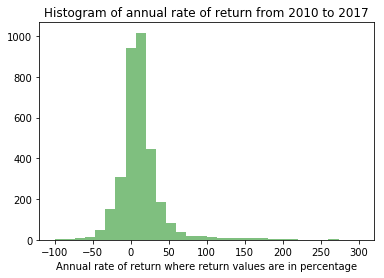 Histogram of annual rate of return from 2010 to 2017
1000
800
600
400
200
0
−100 −50 0 50 100 150 200 250 300
Annual rate of return where return values are in percentage